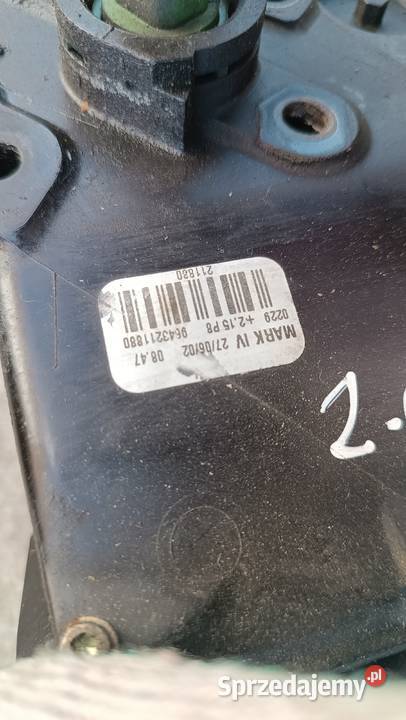 MARK IV 27/06/02 08.47
0229 +2.15 P8 9643211880
211880
2.
Sprzedajemy.pl